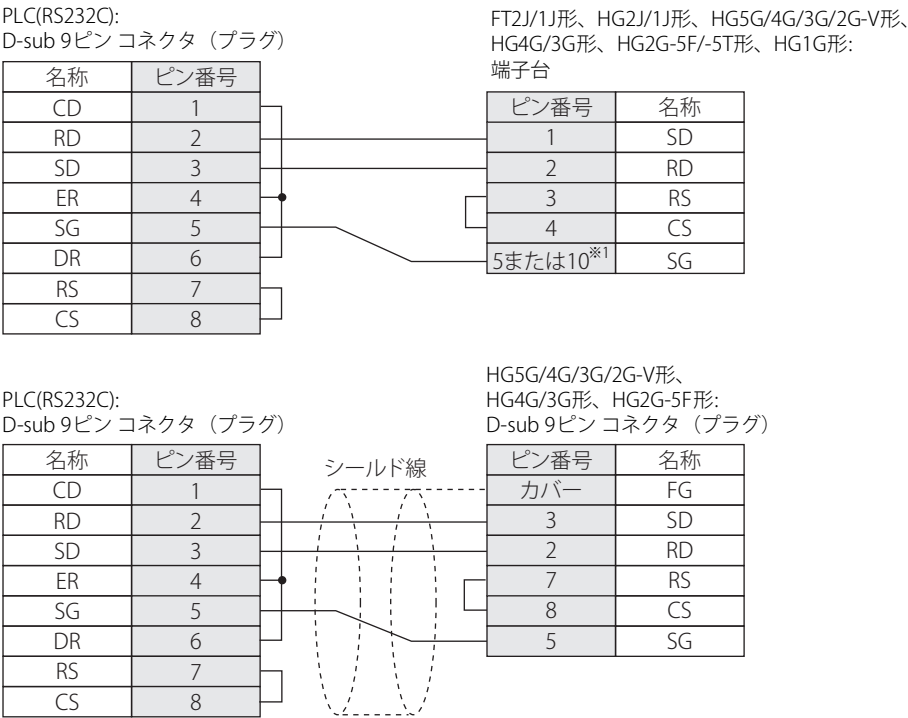 PLC(RS232C):
D-sub 9ピン コネクタ（プラグ）
名称 ピン番号
CD 1
RD 2
SD 3
ER 4
SG 5
DR 6
RS 7
CS 8
FT2J/1J形、HG2J/1J形、HG5G/4G/3G/2G-V形、
HG4G/3G形、HG2G-5F/-5T形、HG1G形:
端子台
ピン番号 名称
1 SD
2 RD
3 RS
4 CS
5または10※1 SG
PLC(RS232C):
D-sub 9ピン コネクタ（プラグ）
名称 ピン番号
CD 1
RD 2
SD 3
ER 4
SG 5
DR 6
RS 7
CS 8
シールド線
HG5G/4G/3G/2G-V形、
HG4G/3G形、HG2G-5F形:
D-sub 9ピン コネクタ（プラグ）
ピン番号 名称
カバー FG
3 SD
2 RD
7 RS
8 CS
5 SG